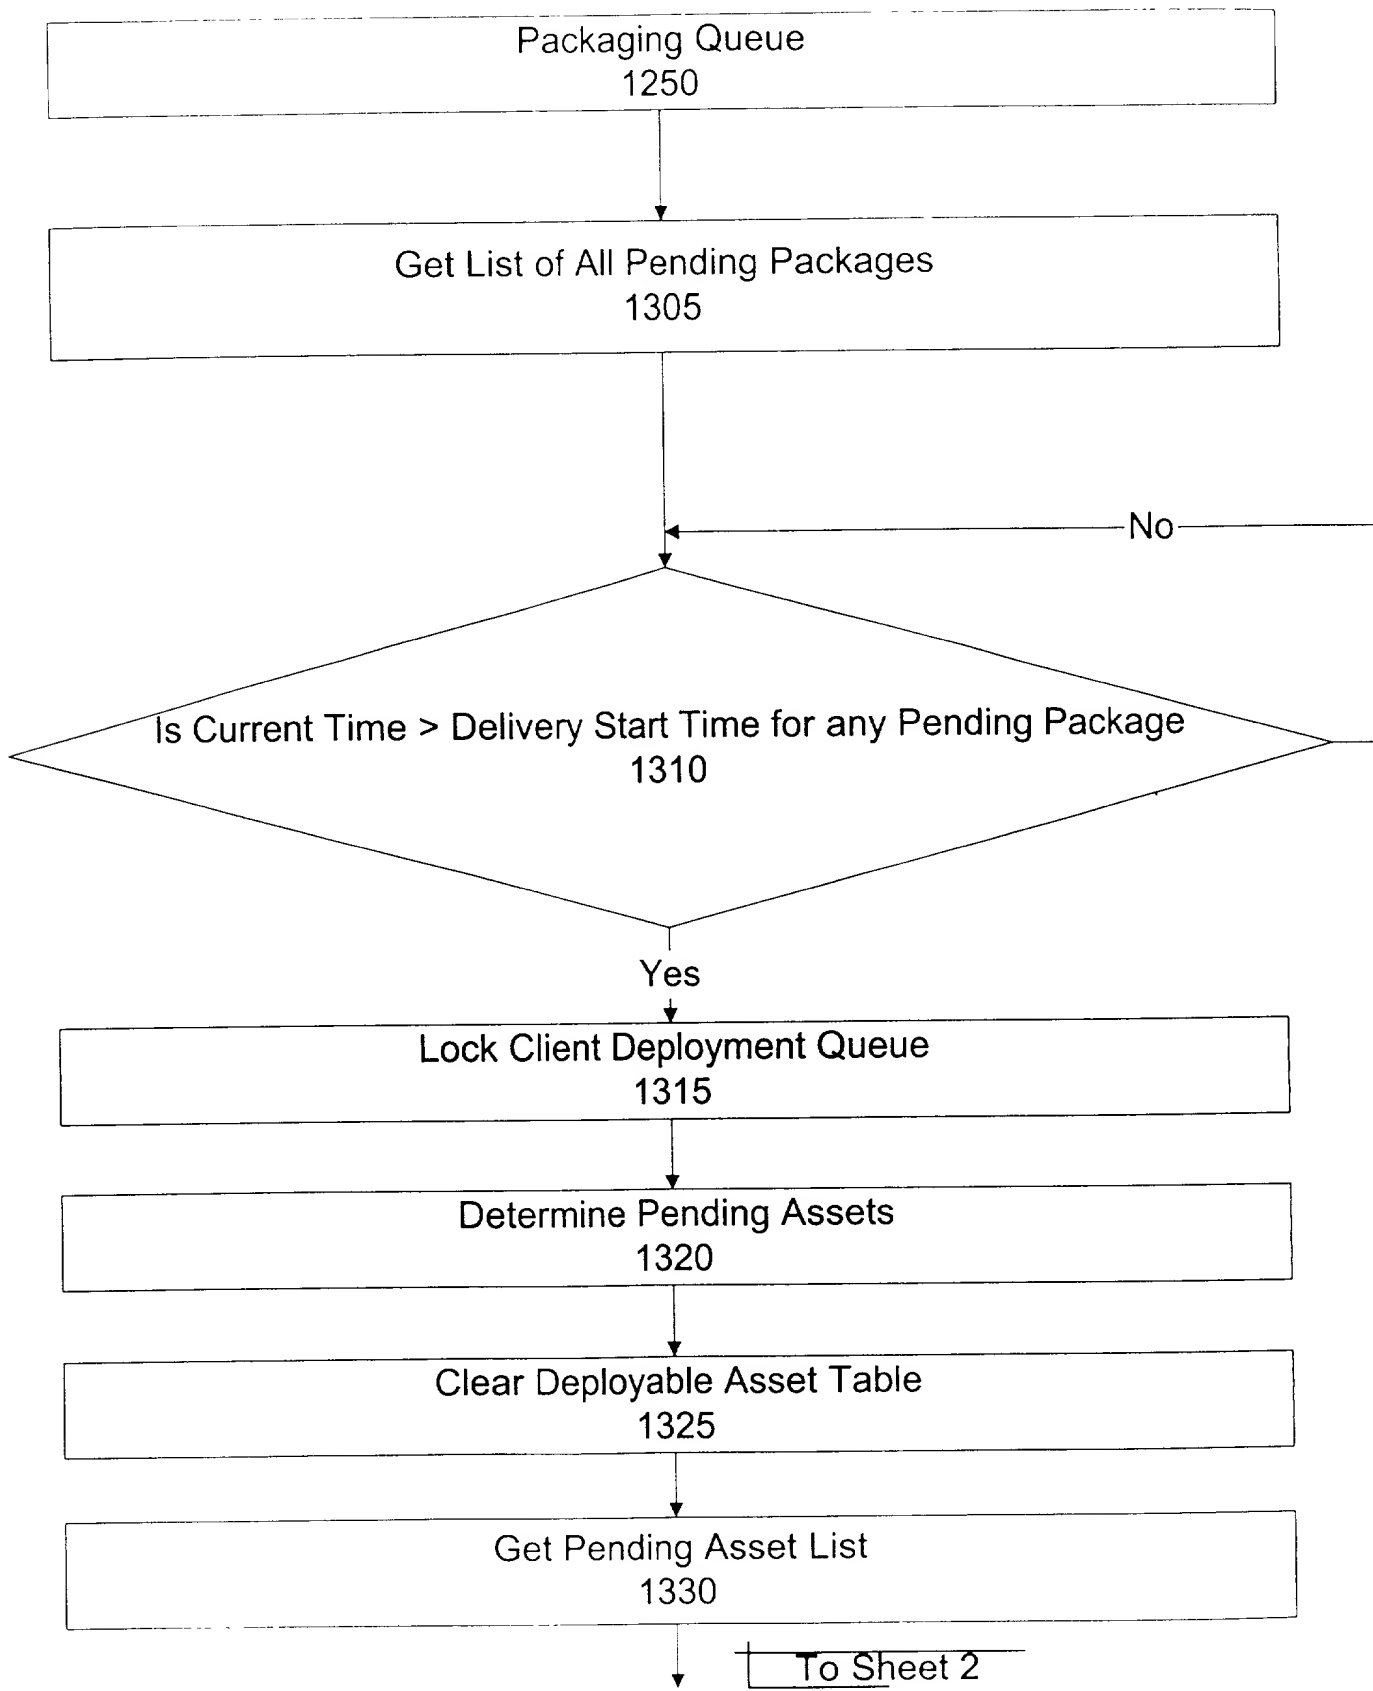 Packaging Queue
1250
Get List of All Pending Packages
1305
No
Is Current Time > Delivery Start Time for any Pending Package
1310
Yes
Lock Client Deployment Queue
1315
Determine Pending Assets
1320
Clear Deployable Asset Table
1325
Get Pending Asset List
1330
To Sheet 2